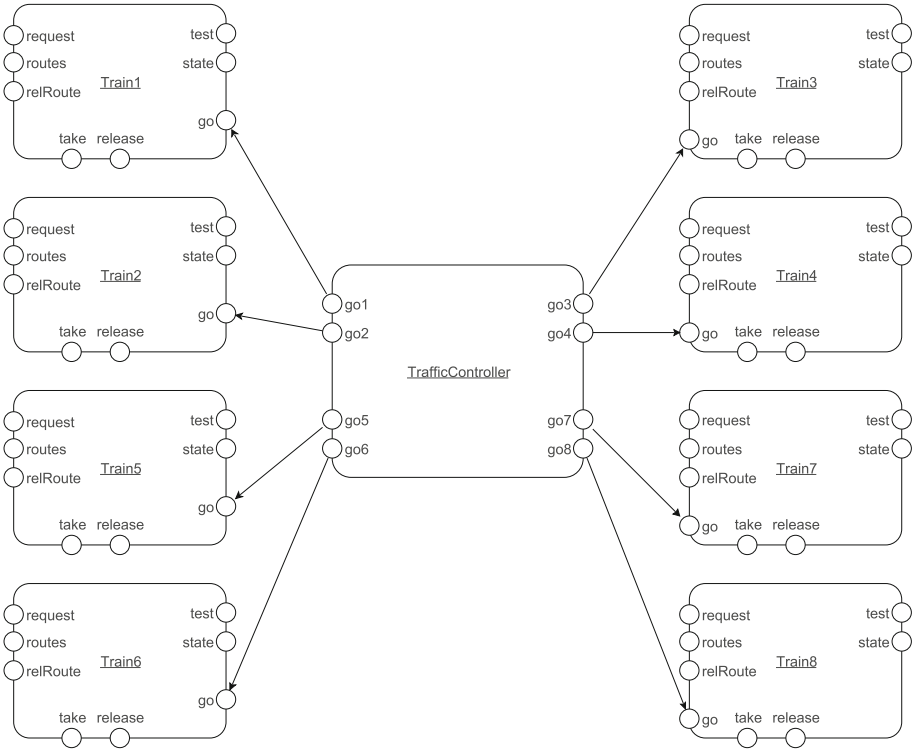 request
test
routes
state
Train1
relRoute
go
take release
request
test
routes
state
Train2
relRoute
go
take release
request
test
routes
state
Train5
relRoute
go
take release
request
test
routes
state
Train6
relRoute
go
take release
go1
go3
go2
go4
TrafficController
go5
go7
go6
go8
request
test
routes
state
Train3
relRoute
go take release
request
test
routes
state
Train4
relRoute
go take release
request
test
routes
state
Train7
relRoute
go take release
request
test
routes
state
Train8
relRoute
go take release